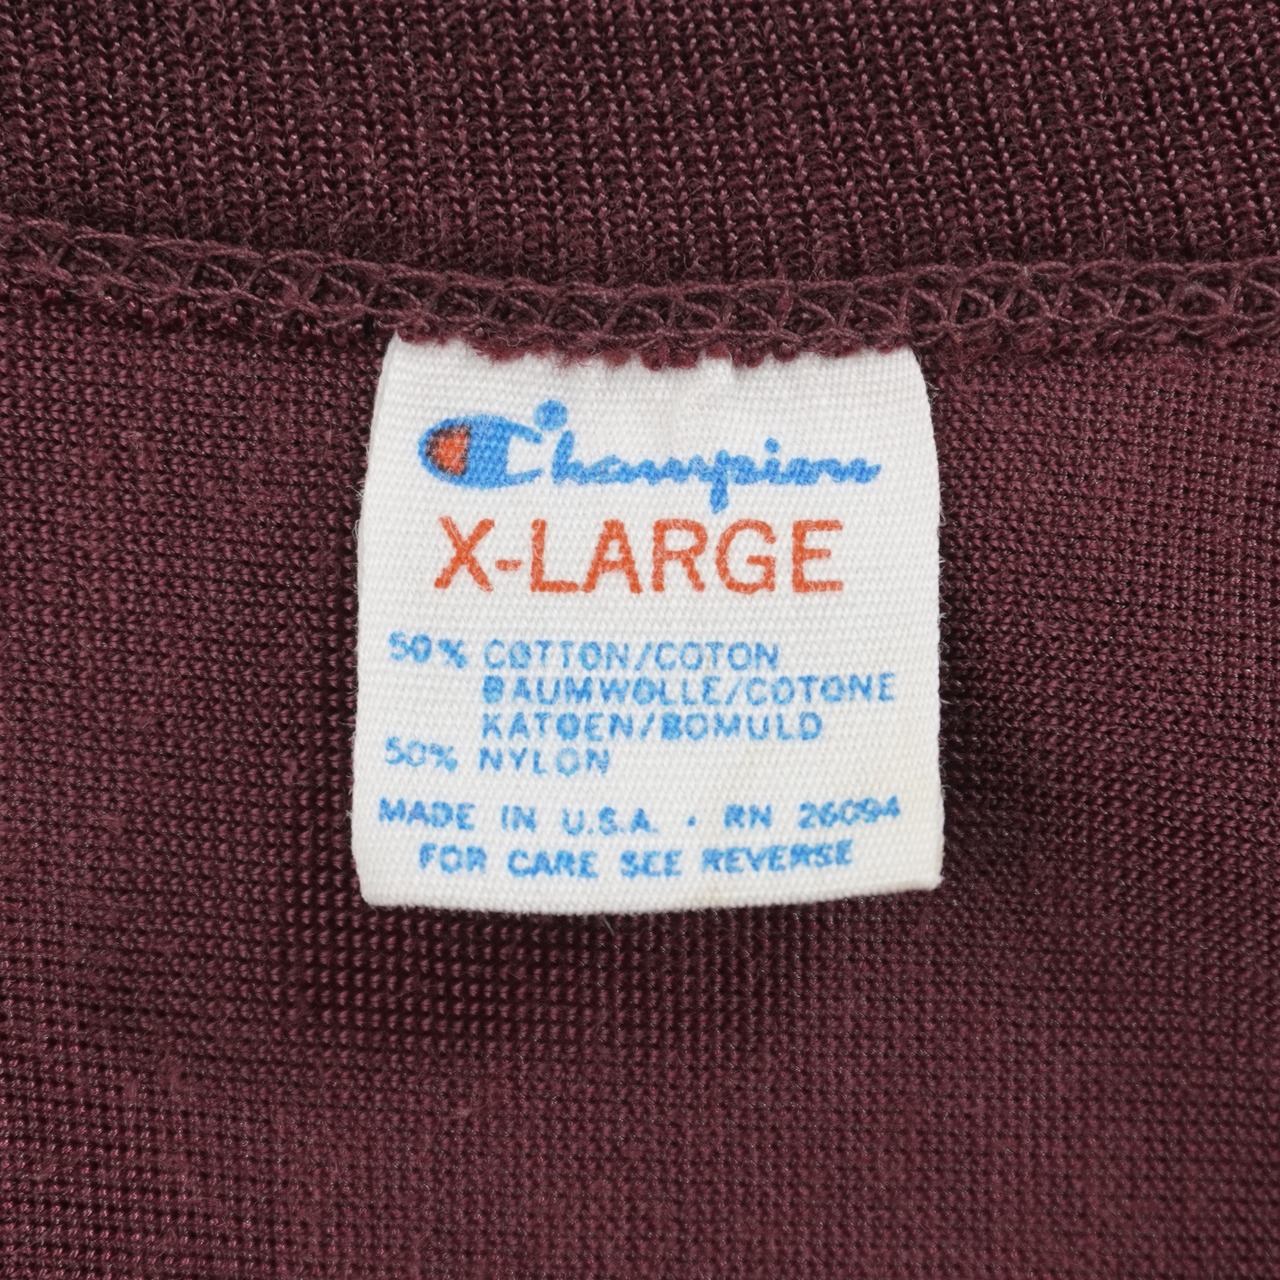 Champion
X-LARGE
50% COTTON/COTON
BAUMWOLLE/COTONE
KATOEN/BOMULD
50% NYLON
MADE IN U.S.A. · RN 26094
FOR CARE SEE REVERSE